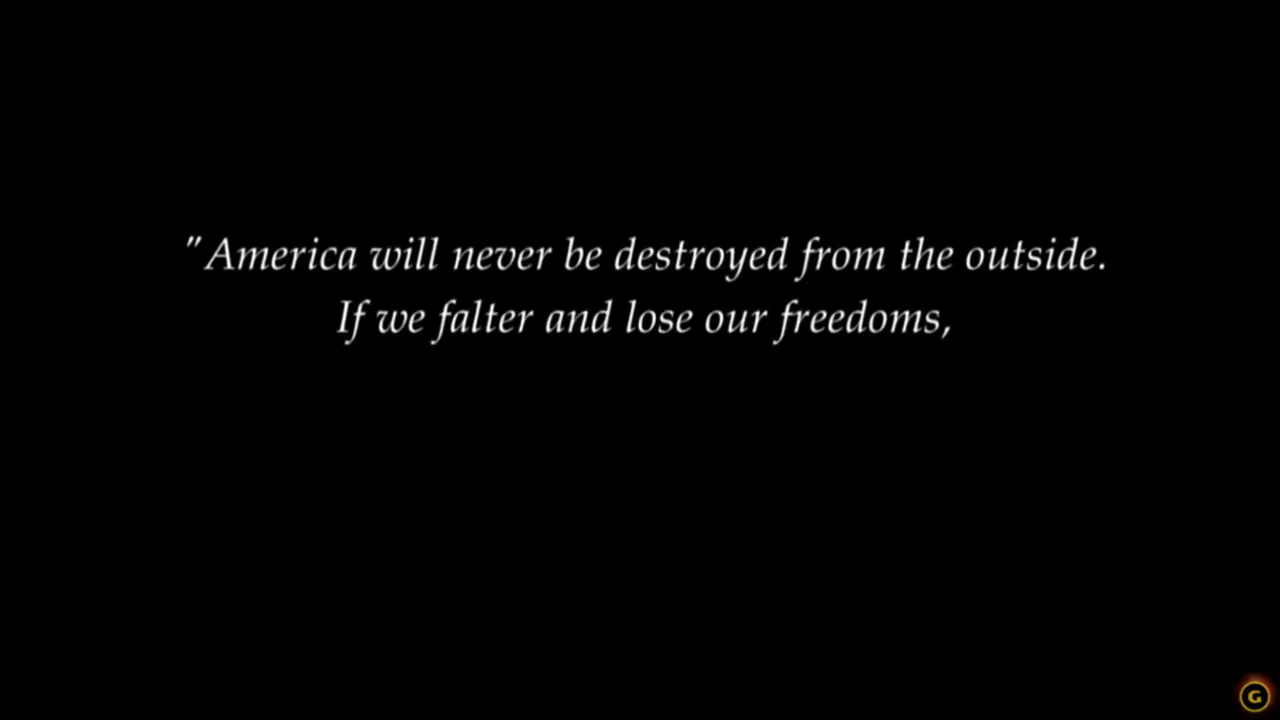 "America will never be destroyed from the outside.
If we falter and lose our freedoms,
G